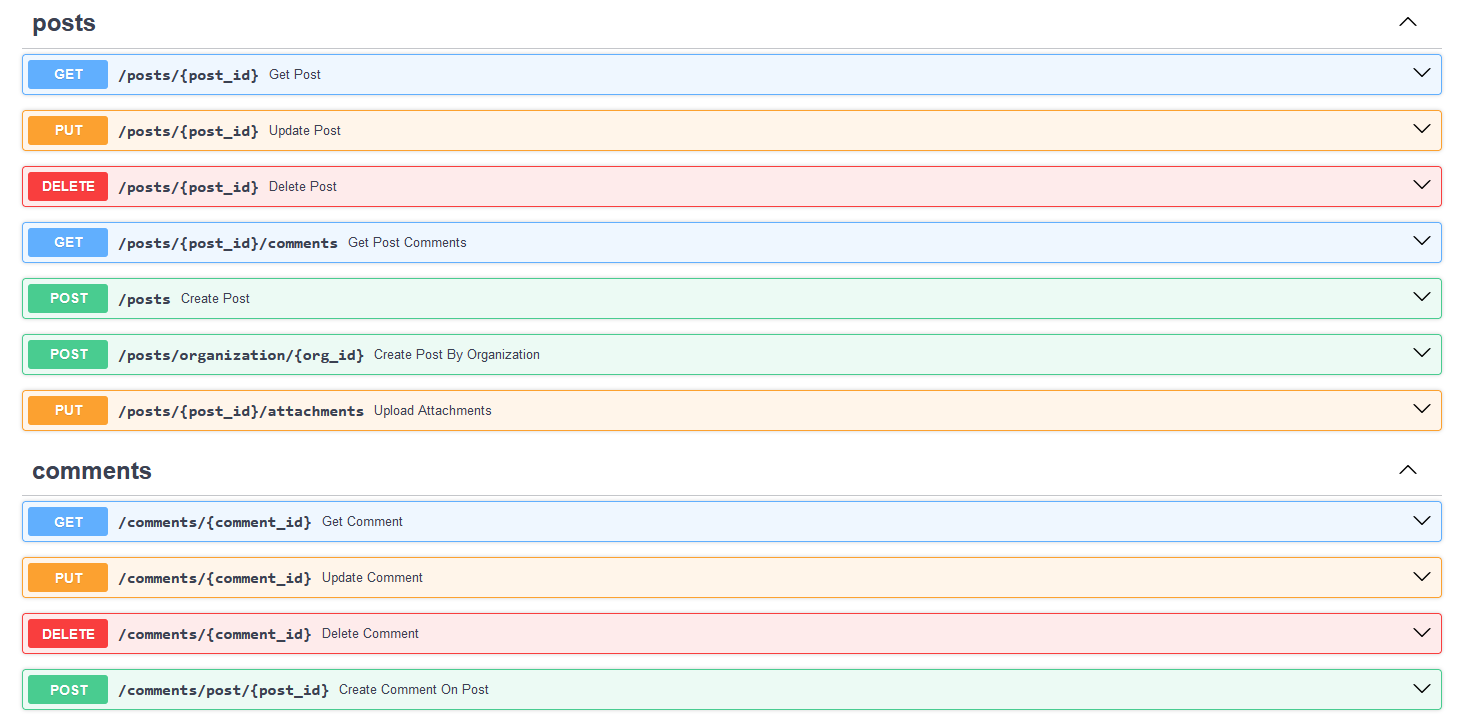 posts
GET /posts/{post_id} Get Post
PUT /posts/{post_id} Update Post
DELETE /posts/{post_id} Delete Post
GET /posts/{post_id}/comments Get Post Comments
POST /posts Create Post
POST /posts/organization/{org_id} Create Post By Organization
PUT /posts/{post_id}/attachments Upload Attachments
comments
GET /comments/{comment_id} Get Comment
PUT /comments/{comment_id} Update Comment
DELETE /comments/{comment_id} Delete Comment
POST /comments/post/{post_id} Create Comment On Post